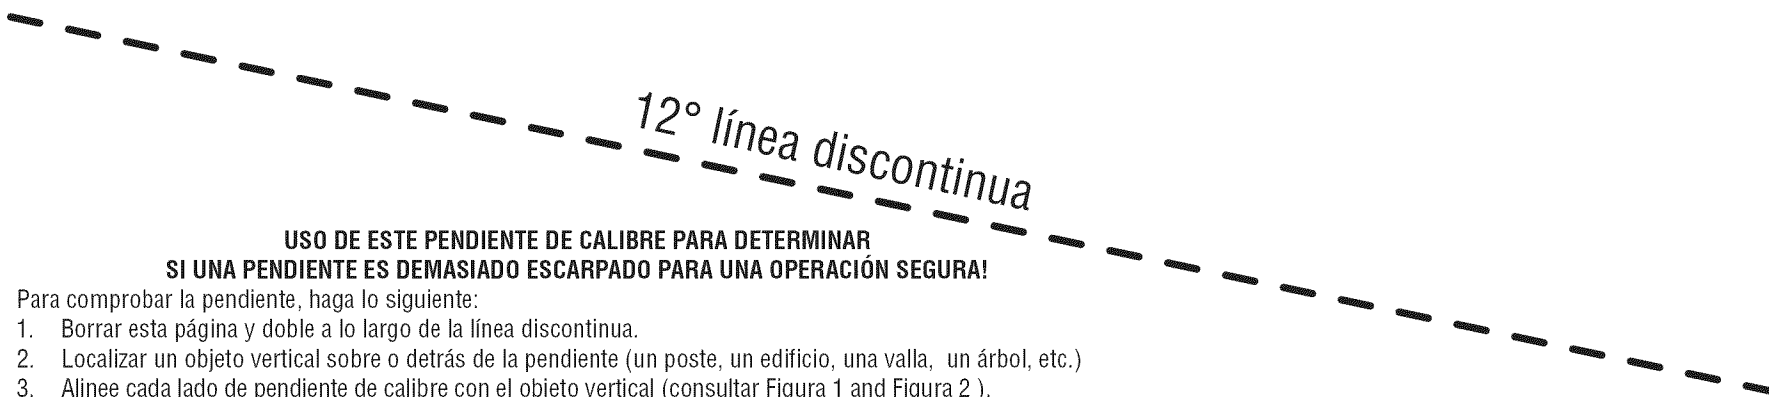 12° línea discontinua
USO DE ESTE PENDIENTE DE CALIBRE PARA DETERMINAR
SI UNA PENDIENTE ES DEMASIADO ESCARPADO PARA UNA OPERACIÓN SEGURA!
Para comprobar la pendiente, haga lo siguiente:
1. Borrar esta página y doble a lo largo de la línea discontinua.
2. Localizar un objeto vertical sobre o detrás de la pendiente (un poste, un edificio, una valla, un árbol, etc.)
3. Alinee cada lado de pendiente de calibre con el objeto vertical (consultar Figura 1 and Figura 2 ).